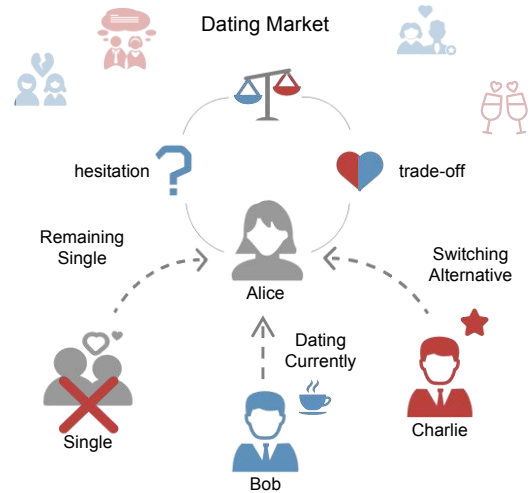 Dating Market
hesitation
trade-off
Remaining
Single
Switching
Alternative
Alice
Dating
Currently
Single
Charlie
Bob